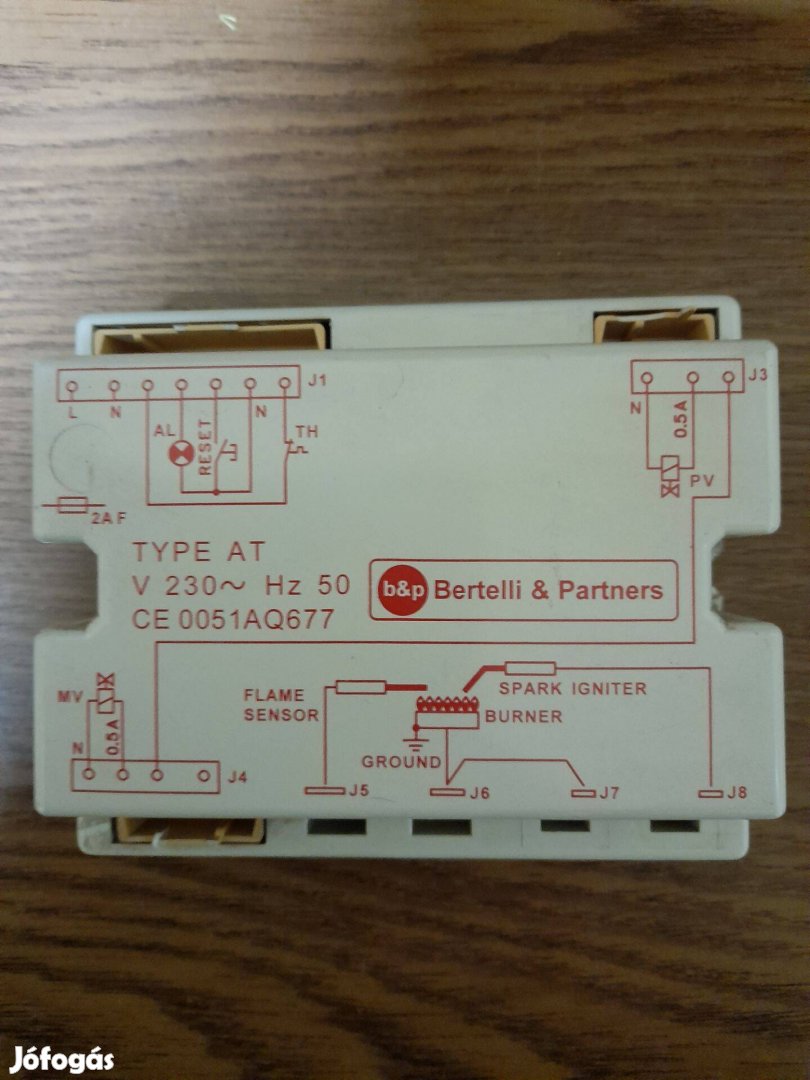 J1
L N N
AL RESET TH
2A F
J3
N 0.5A
PV
TYPE AT
V 230~ Hz 50
CE 0051AQ677
b&p Bertelli & Partners
MV
N 0.5A
J4
FLAME
SENSOR
SPARK IGNITER
BURNER
GROUND
J5 J6 J7 J8
Jófogás